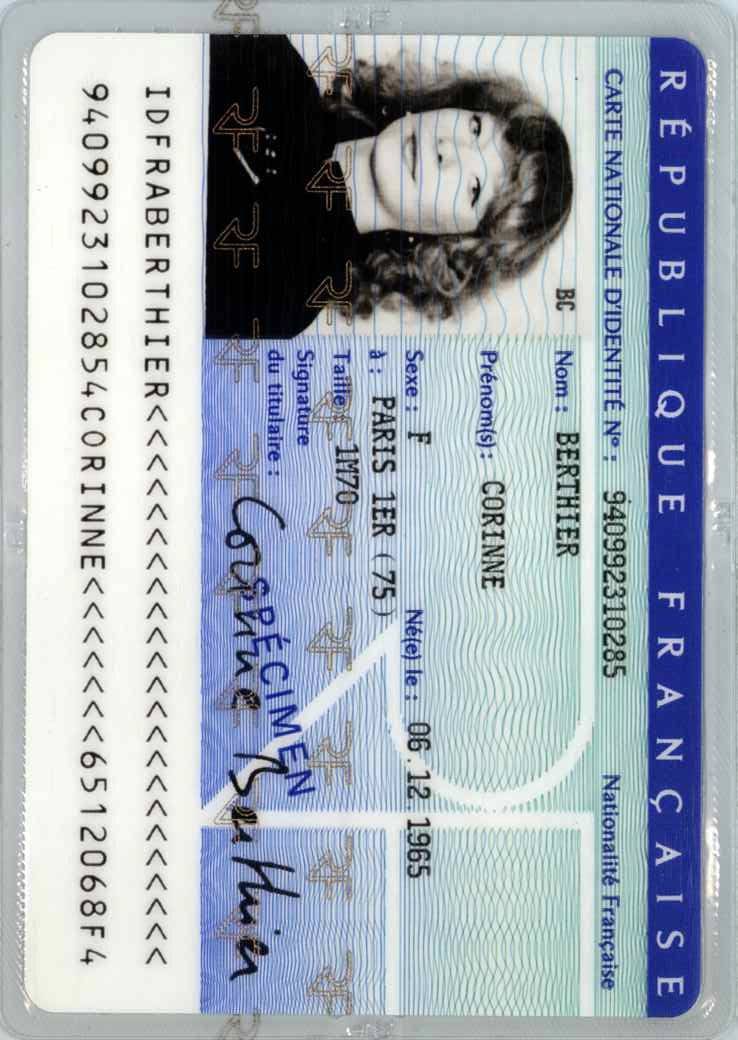 RÉPUBLIQUE FRANÇAISE
CARTE NATIONALE D'IDENTITÉ Nº : 940992310285 Nationalité Française
BC
Nom : BERTHIER
Prénom(s) : CORINNE
Sexe : F Né(e) le : 06.12.1965
à : PARIS 1ER (75)
Taille : 1M70
Signature
du titulaire :
Corinne Berthier
SPÉCIMEN
IDFRABERTHIER<<<<<<<<<<<<<<<<<<<<<<<
9409923102854CORINNE<<<<<<<6512068F4